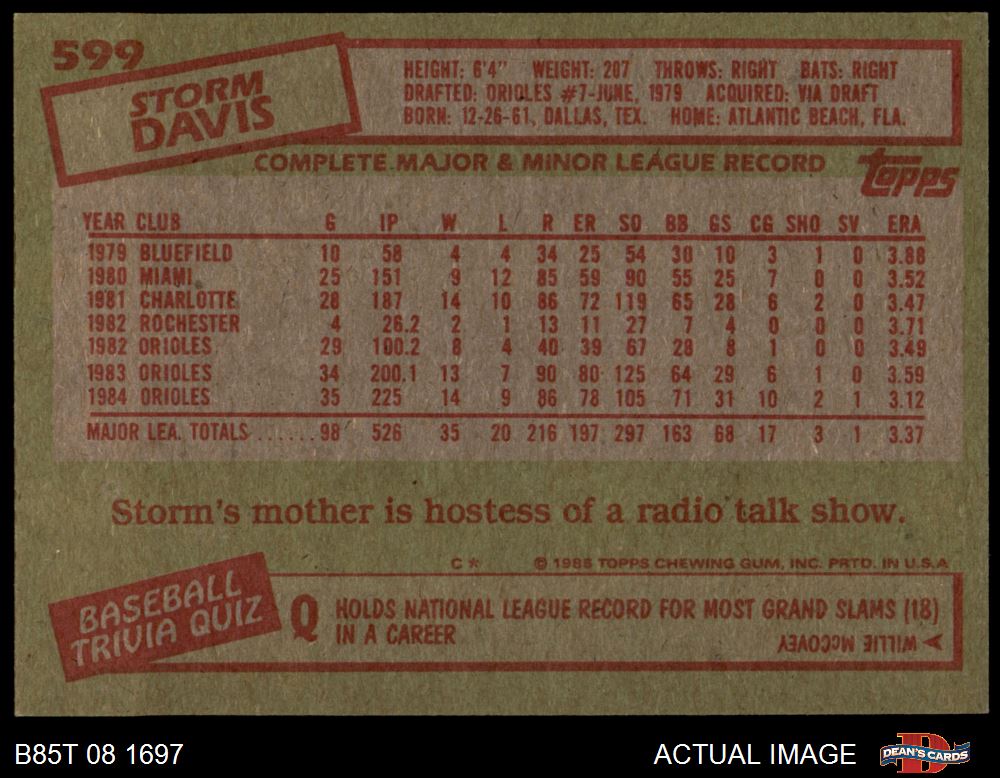 599
STORM
DAVIS
HEIGHT: 6'4" WEIGHT: 207 THROWS: RIGHT BATS: RIGHT
DRAFTED: ORIOLES #7-JUNE, 1979 ACQUIRED: VIA DRAFT
BORN: 12-26-61, DALLAS, TEX. HOME: ATLANTIC BEACH, FLA.
COMPLETE MAJOR & MINOR LEAGUE RECORD
topps
YEAR CLUB G IP W L R ER SO BB GS CG SHO SV ERA
1979 BLUEFIELD 10 58 4 4 34 25 54 30 10 3 1 0 3.88
1980 MIAMI 25 151 9 12 85 59 90 55 25 7 0 0 3.52
1981 CHARLOTTE 28 187 14 10 86 72 119 65 28 6 2 0 3.47
1982 ROCHESTER 4 26.2 2 1 13 11 27 7 4 0 0 0 3.71
1982 ORIOLES 29 100.2 8 4 40 39 67 28 8 1 0 0 3.49
1983 ORIOLES 34 200.1 13 7 90 80 125 64 29 6 1 0 3.59
1984 ORIOLES 35 225 14 9 86 78 105 71 31 10 2 1 3.12
MAJOR LEA. TOTALS ......98 526 35 20 216 197 297 163 68 17 3 1 3.37
Storm's mother is hostess of a radio talk show.
C* © 1985 TOPPS CHEWING GUM, INC. PRTD. IN U.S.A
BASEBALL
TRIVIA QUIZ
Q HOLDS NATIONAL LEAGUE RECORD FOR MOST GRAND SLAMS (18)
IN A CAREER
WILLIE McCOVEY
B85T 08 1697
ACTUAL IMAGE
DEAN'S CARDS